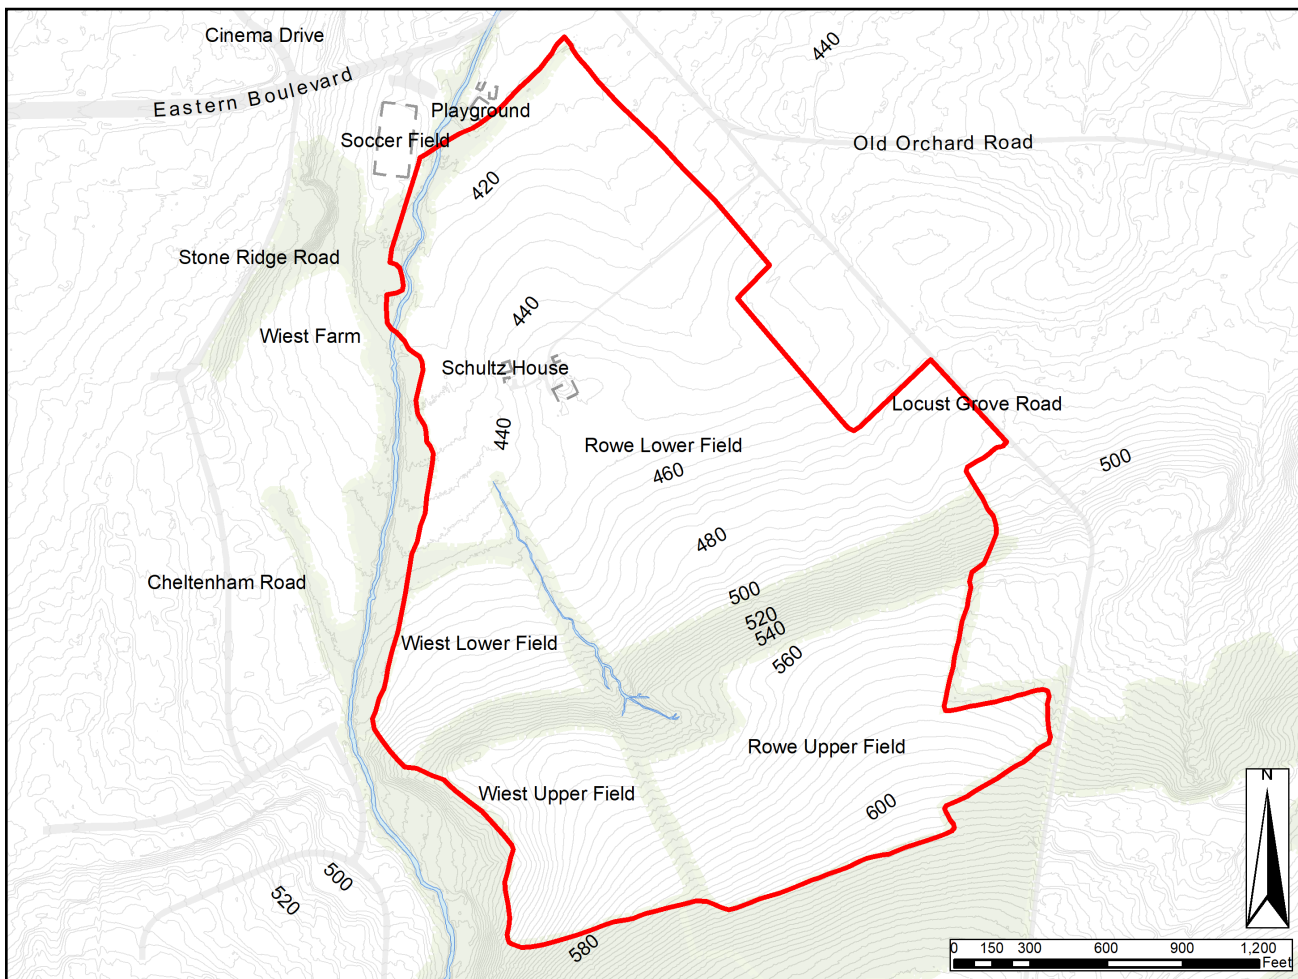 Cinema Drive
440
Eastern Boulevard
Playground
Soccer Field
Old Orchard Road
420
Stone Ridge Road
440
Wiest Farm
Schultz House
Locust Grove Road
440
Rowe Lower Field
460
500
480
Cheltenham Road
500
520
540
Wiest Lower Field
560
Rowe Upper Field
Wiest Upper Field
600
N
500
520
580
0 150 300 600 900 1,200
Feet